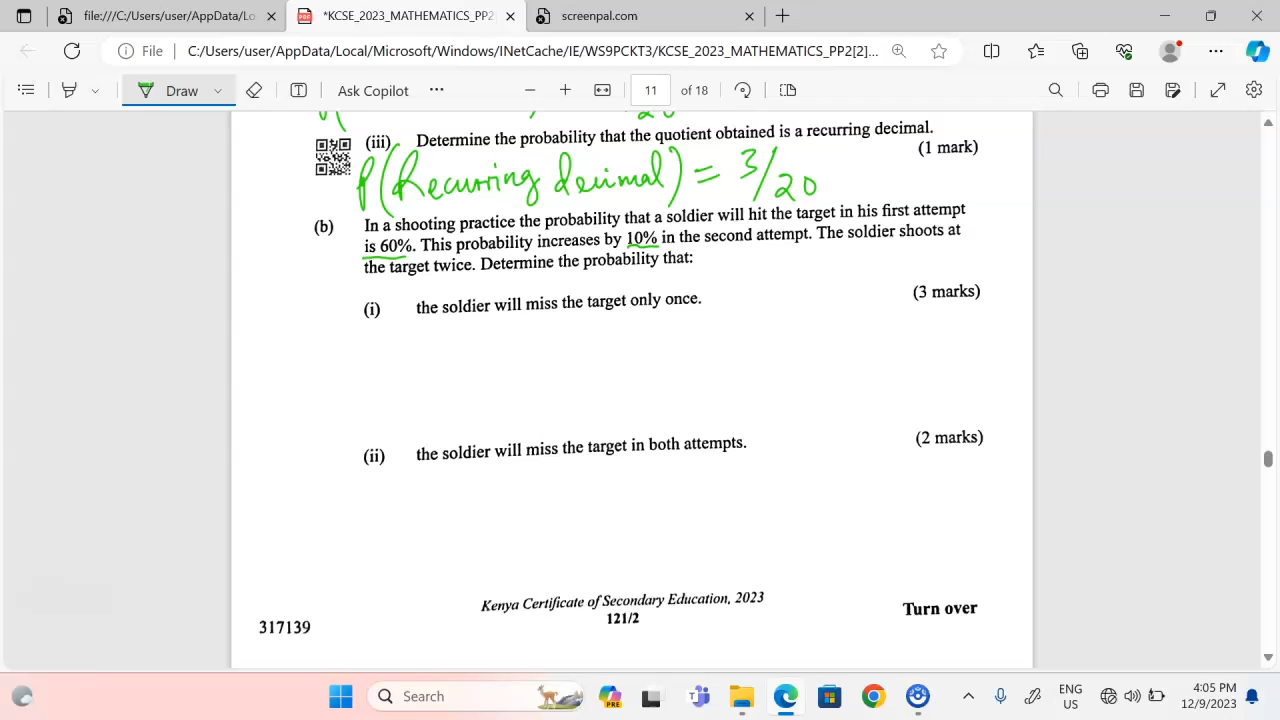 file:///C:/Users/user/AppData/Lo
*KCSE_2023_MATHEMATICS_PP2
screenpal.com
File
C:/Users/user/AppData/Local/Microsoft/Windows/INetCache/IE/WS9PCKT3/KCSE_2023_MATHEMATICS_PP2[2]...
Draw
Ask Copilot
11
of 18
(iii) Determine the probability that the quotient obtained is a recurring decimal.
(1 mark)
P(Recurring decimal) = 3/20
(b) In a shooting practice the probability that a soldier will hit the target in his first attempt
is 60%. This probability increases by 10% in the second attempt. The soldier shoots at
the target twice. Determine the probability that:
(i) the soldier will miss the target only once. (3 marks)
(ii) the soldier will miss the target in both attempts. (2 marks)
Kenya Certificate of Secondary Education, 2023
121/2
Turn over
317139
Search
PRE
ENG
US
4:05 PM
12/9/2023